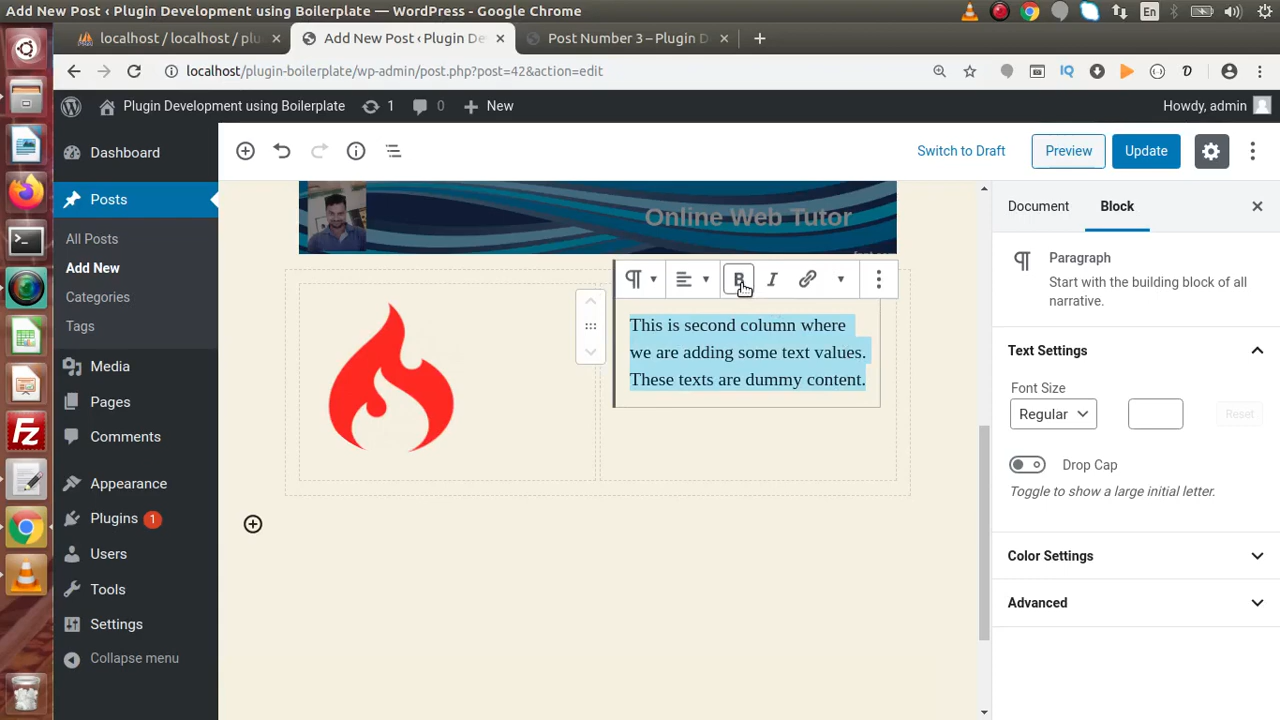 Add New Post ‹ Plugin Development using Boilerplate — WordPress - Google Chrome
En
localhost / localhost / plu
Add New Post ‹ Plugin De
Post Number 3 – Plugin D
localhost/plugin-boilerplate/wp-admin/post.php?post=42&action=edit
IQ
Plugin Development using Boilerplate
1
0
New
Howdy, admin
Dashboard
Posts
All Posts
Add New
Categories
Tags
Media
Pages
Comments
Appearance
Plugins 1
Users
Tools
Settings
Collapse menu
Switch to Draft
Preview
Update
Online Web Tutor
B I
This is second column where
we are adding some text values.
These texts are dummy content.
Document
Block
Paragraph
Start with the building block of all
narrative.
Text Settings
Font Size
Regular
Reset
Drop Cap
Toggle to show a large initial letter.
Color Settings
Advanced